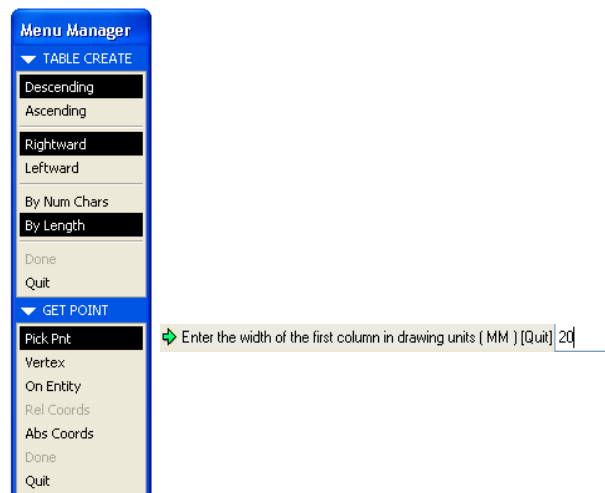 Menu Manager
TABLE CREATE
Descending
Ascending
Rightward
Leftward
By Num Chars
By Length
Done
Quit
GET POINT
Pick Pnt
Vertex
On Entity
Rel Coords
Abs Coords
Done
Quit
Enter the width of the first column in drawing units ( MM ) [Quit] 20